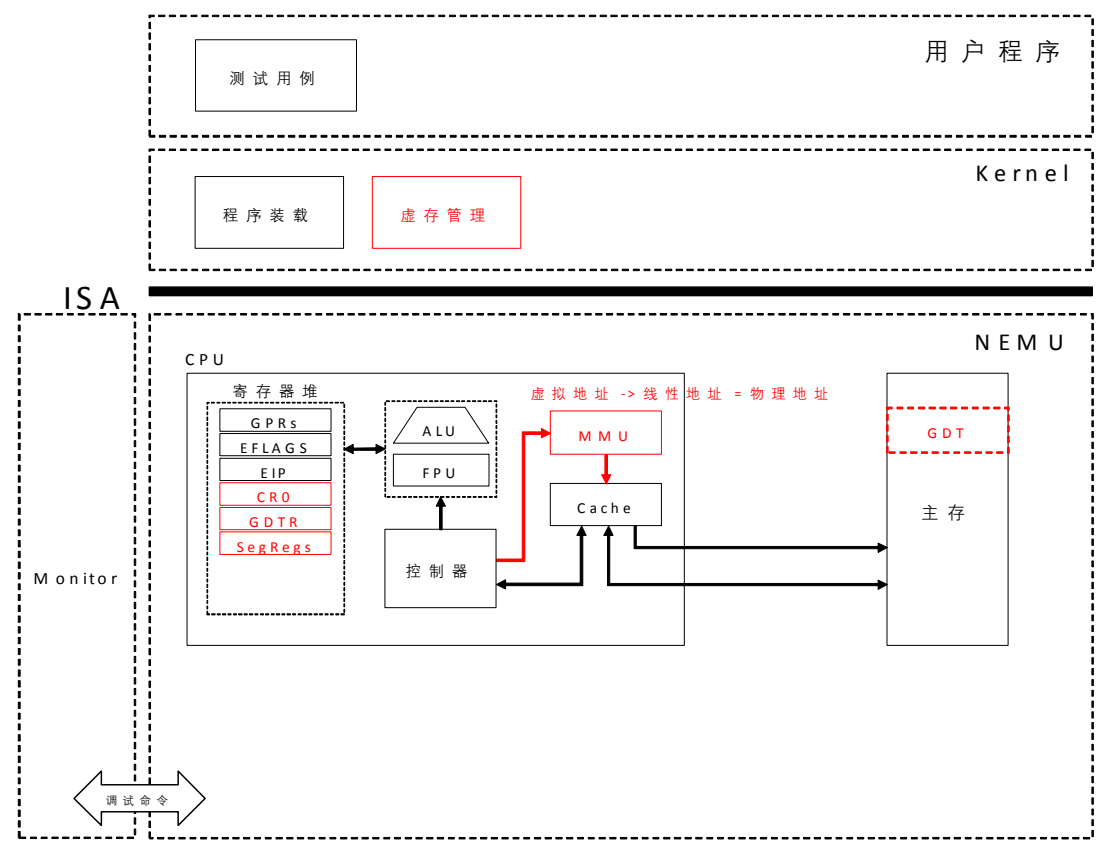 用户程序
测试用例
Kernel
程序装载
虚存管理
ISA
NEMU
CPU
寄存器堆
虚拟地址 -> 线性地址 = 物理地址
GPRs
EFLAGS
EIP
CR0
GDTR
SegRegs
ALU
FPU
MMU
GDT
Cache
主存
控制器
Monitor
调试命令